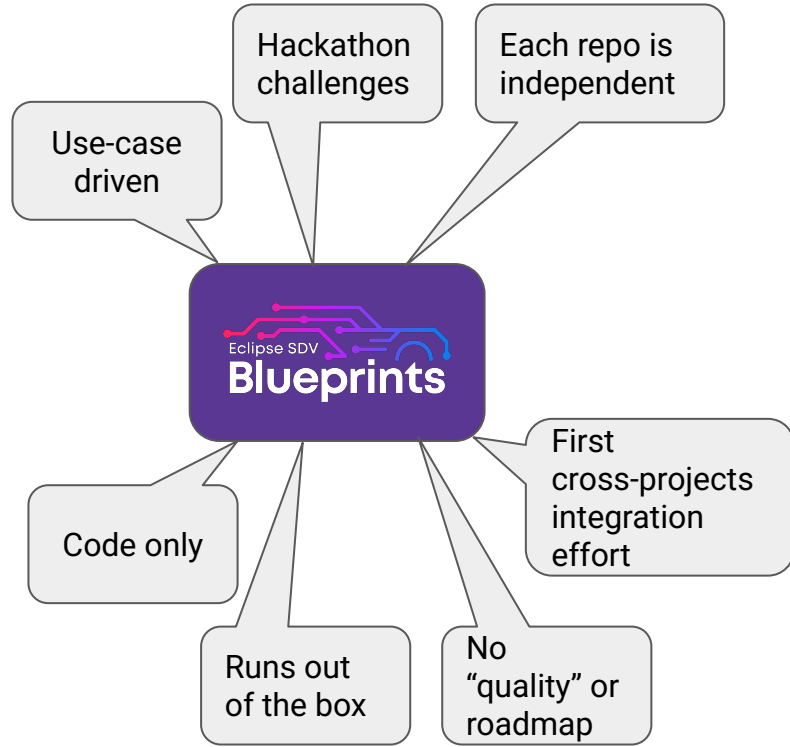 Hackathon
challenges
Each repo is
independent
Use-case
driven
Eclipse SDV
Blueprints
First
cross-projects
integration
effort
Code only
Runs out
of the box
No
“quality” or
roadmap